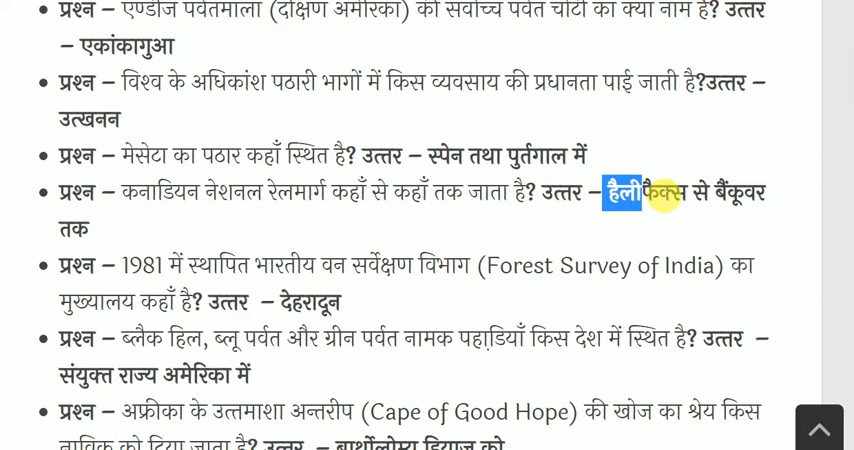 प्रश्न – एण्डीज पर्वतमाला (दक्षिण अमेरिका) की सर्वोच्च पर्वत चोटी का क्या नाम है? उत्तर
– एकांकागुआ
प्रश्न – विश्व के अधिकांश पठारी भागों में किस व्यवसाय की प्रधानता पाई जाती है?उत्तर –
उत्खनन
प्रश्न – मेसेटा का पठार कहाँ स्थित है? उत्तर – स्पेन तथा पुर्तगाल में
प्रश्न – कनाडियन नेशनल रेलमार्ग कहाँ से कहाँ तक जाता है? उत्तर – हैलीफैक्स से बैंकूवर
तक
प्रश्न – 1981 में स्थापित भारतीय वन सर्वेक्षण विभाग (Forest Survey of India) का
मुख्यालय कहाँ है? उत्तर – देहरादून
प्रश्न – ब्लैक हिल, ब्लू पर्वत और ग्रीन पर्वत नामक पहाडि़याँ किस देश में स्थित है? उत्तर –
संयुक्त राज्य अमेरिका में
प्रश्न – अफ्रीका के उत्तमाशा अन्तरीप (Cape of Good Hope) की खोज का श्रेय किस
नाविक को दिया जाता है? उत्तर – बार्थोलोम्यु डियाज को